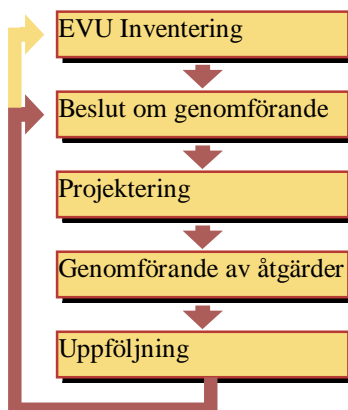 EVU Inventering
Beslut om genomförande
Projektering
Genomförande av åtgärder
Uppföljning